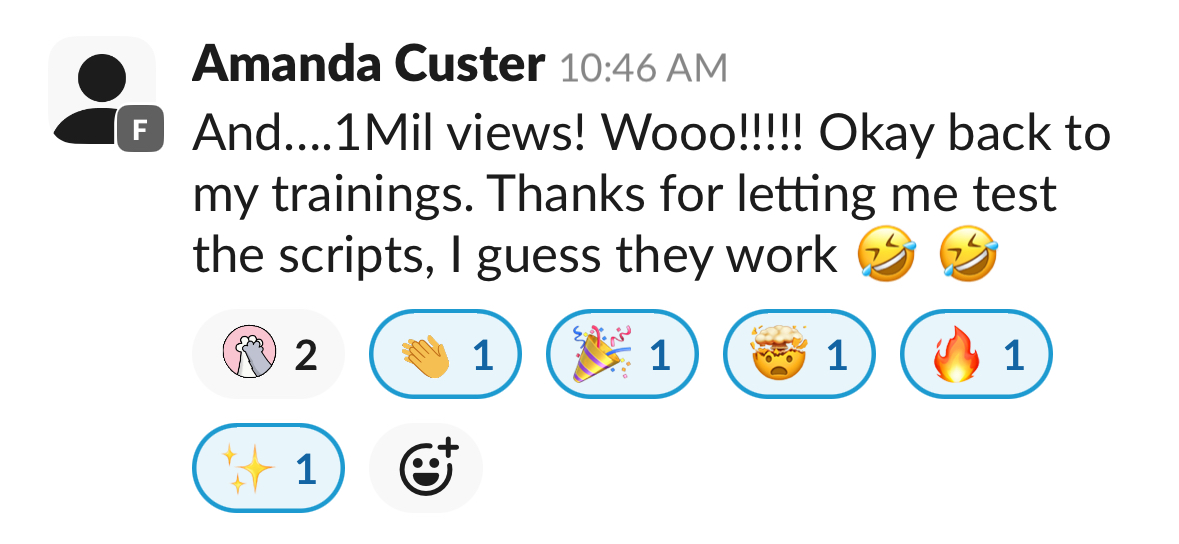 Amanda Custer 10:46 AM
F
And....1Mil views! Wooo!!!!! Okay back to
my trainings. Thanks for letting me test
the scripts, I guess they work 🤣 🤣
2 1 1 1 1
1